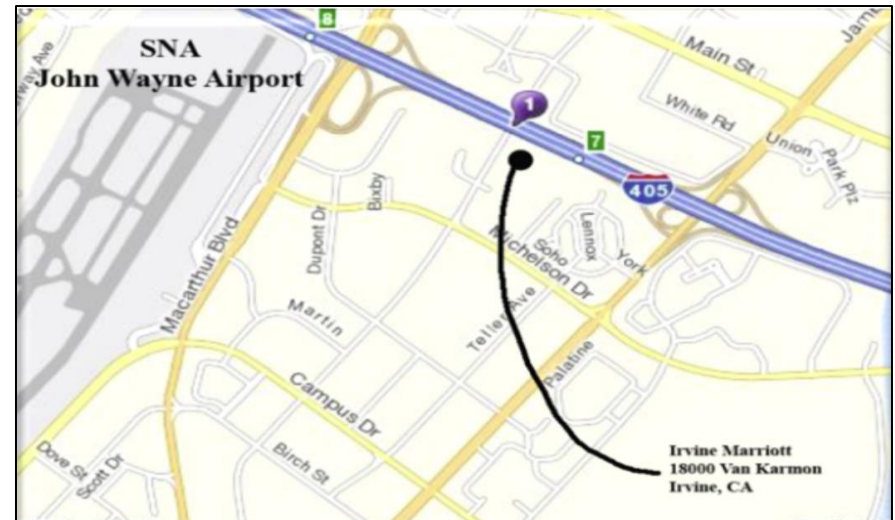 8
SNA
John Wayne Airport
Main St
White Rd
Union
Park Plz
1
7
405
Macarthur Blvd
Dupont Dr
Bixby
Michelson Dr
Soho
Lennox
York
Martin
Teller Ave
Palatine
Campus Dr
Birch St
Dove St
Scott Dr
Irvine Marriott
18000 Van Karmon
Irvine, CA